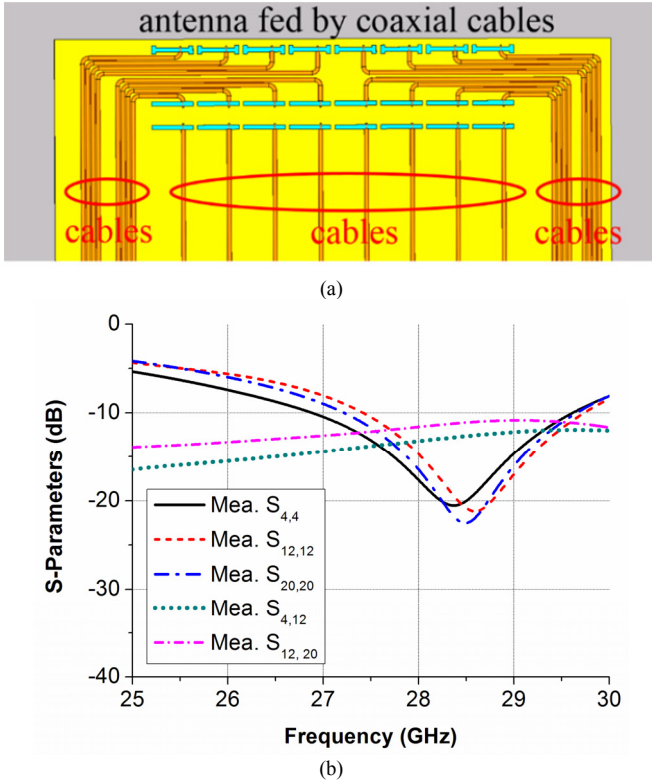 antenna fed by coaxial cables
cables cables cables
(a)
0
-10
-20
-30
-40
S-Parameters (dB)
Mea. S4,4
Mea. S12,12
Mea. S20,20
Mea. S4,12
Mea. S12, 20
25 26 27 28 29 30
Frequency (GHz)
(b)